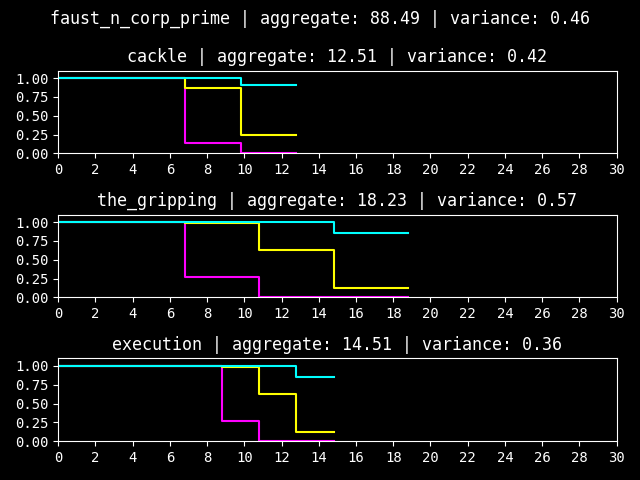 faust_n_corp_prime | aggregate: 88.49 | variance: 0.46
cackle | aggregate: 12.51 | variance: 0.42
1.00
0.75
0.50
0.25
0.00
0 2 4 6 8 10 12 14 16 18 20 22 24 26 28 30
the_gripping | aggregate: 18.23 | variance: 0.57
1.00
0.75
0.50
0.25
0.00
0 2 4 6 8 10 12 14 16 18 20 22 24 26 28 30
execution | aggregate: 14.51 | variance: 0.36
1.00
0.75
0.50
0.25
0.00
0 2 4 6 8 10 12 14 16 18 20 22 24 26 28 30